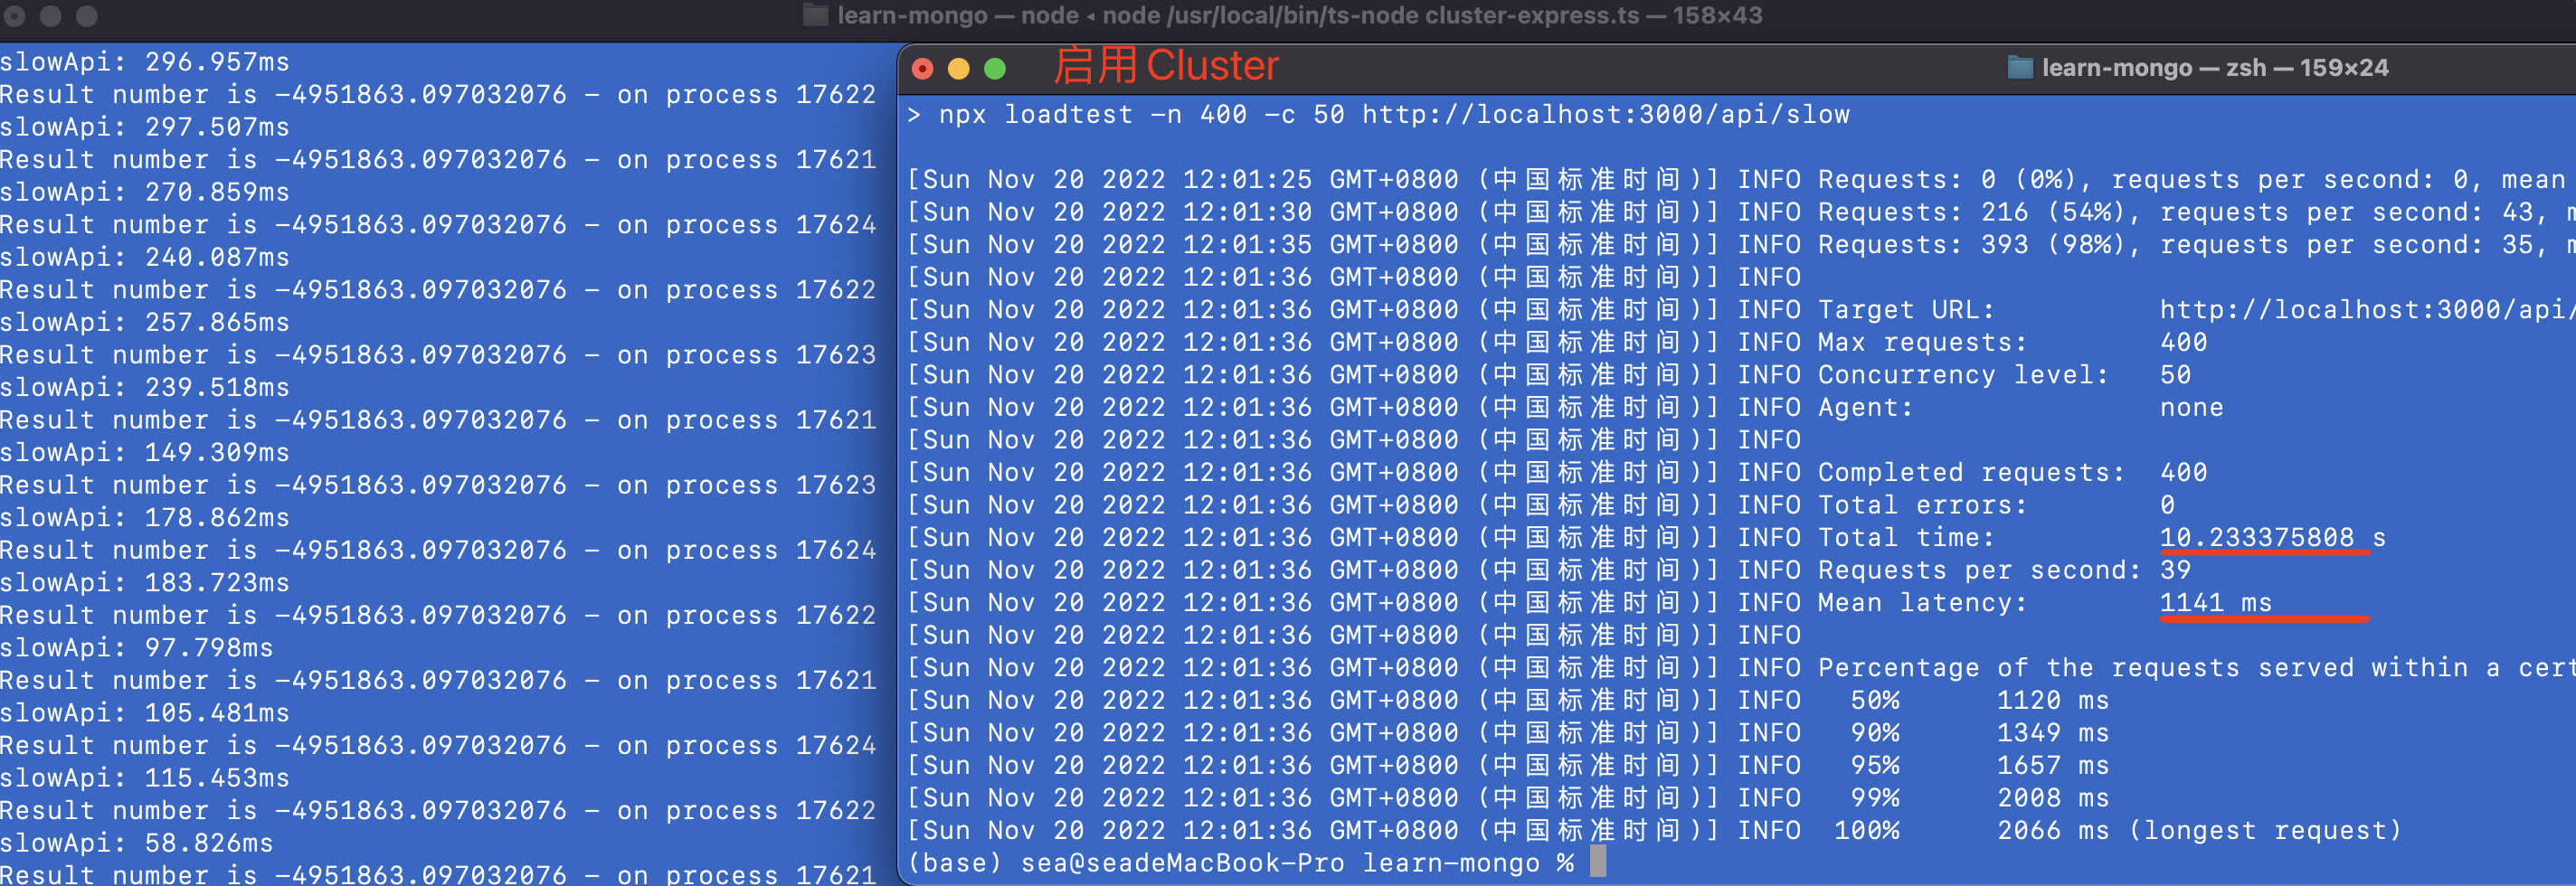 learn-mongo — node ◂ node /usr/local/bin/ts-node cluster-express.ts — 158×43
slowApi: 296.957ms
Result number is -4951863.097032076 - on process 17622
slowApi: 297.507ms
Result number is -4951863.097032076 - on process 17621
slowApi: 270.859ms
Result number is -4951863.097032076 - on process 17624
slowApi: 240.087ms
Result number is -4951863.097032076 - on process 17622
slowApi: 257.865ms
Result number is -4951863.097032076 - on process 17623
slowApi: 239.518ms
Result number is -4951863.097032076 - on process 17621
slowApi: 149.309ms
Result number is -4951863.097032076 - on process 17623
slowApi: 178.862ms
Result number is -4951863.097032076 - on process 17624
slowApi: 183.723ms
Result number is -4951863.097032076 - on process 17622
slowApi: 97.798ms
Result number is -4951863.097032076 - on process 17621
slowApi: 105.481ms
Result number is -4951863.097032076 - on process 17624
slowApi: 115.453ms
Result number is -4951863.097032076 - on process 17622
slowApi: 58.826ms
Result number is -4951863.097032076 - on process 17621
启用 Cluster
learn-mongo — zsh — 159×24
> npx loadtest -n 400 -c 50 http://localhost:3000/api/slow
[Sun Nov 20 2022 12:01:25 GMT+0800 (中国标准时间)] INFO Requests: 0 (0%), requests per second: 0, mean
[Sun Nov 20 2022 12:01:30 GMT+0800 (中国标准时间)] INFO Requests: 216 (54%), requests per second: 43, m
[Sun Nov 20 2022 12:01:35 GMT+0800 (中国标准时间)] INFO Requests: 393 (98%), requests per second: 35, m
[Sun Nov 20 2022 12:01:36 GMT+0800 (中国标准时间)] INFO
[Sun Nov 20 2022 12:01:36 GMT+0800 (中国标准时间)] INFO Target URL: http://localhost:3000/api/
[Sun Nov 20 2022 12:01:36 GMT+0800 (中国标准时间)] INFO Max requests: 400
[Sun Nov 20 2022 12:01:36 GMT+0800 (中国标准时间)] INFO Concurrency level: 50
[Sun Nov 20 2022 12:01:36 GMT+0800 (中国标准时间)] INFO Agent: none
[Sun Nov 20 2022 12:01:36 GMT+0800 (中国标准时间)] INFO
[Sun Nov 20 2022 12:01:36 GMT+0800 (中国标准时间)] INFO Completed requests: 400
[Sun Nov 20 2022 12:01:36 GMT+0800 (中国标准时间)] INFO Total errors: 0
[Sun Nov 20 2022 12:01:36 GMT+0800 (中国标准时间)] INFO Total time: 10.233375808 s
[Sun Nov 20 2022 12:01:36 GMT+0800 (中国标准时间)] INFO Requests per second: 39
[Sun Nov 20 2022 12:01:36 GMT+0800 (中国标准时间)] INFO Mean latency: 1141 ms
[Sun Nov 20 2022 12:01:36 GMT+0800 (中国标准时间)] INFO
[Sun Nov 20 2022 12:01:36 GMT+0800 (中国标准时间)] INFO Percentage of the requests served within a cert
[Sun Nov 20 2022 12:01:36 GMT+0800 (中国标准时间)] INFO 50% 1120 ms
[Sun Nov 20 2022 12:01:36 GMT+0800 (中国标准时间)] INFO 90% 1349 ms
[Sun Nov 20 2022 12:01:36 GMT+0800 (中国标准时间)] INFO 95% 1657 ms
[Sun Nov 20 2022 12:01:36 GMT+0800 (中国标准时间)] INFO 99% 2008 ms
[Sun Nov 20 2022 12:01:36 GMT+0800 (中国标准时间)] INFO 100% 2066 ms (longest request)
(base) sea@seadeMacBook-Pro learn-mongo %